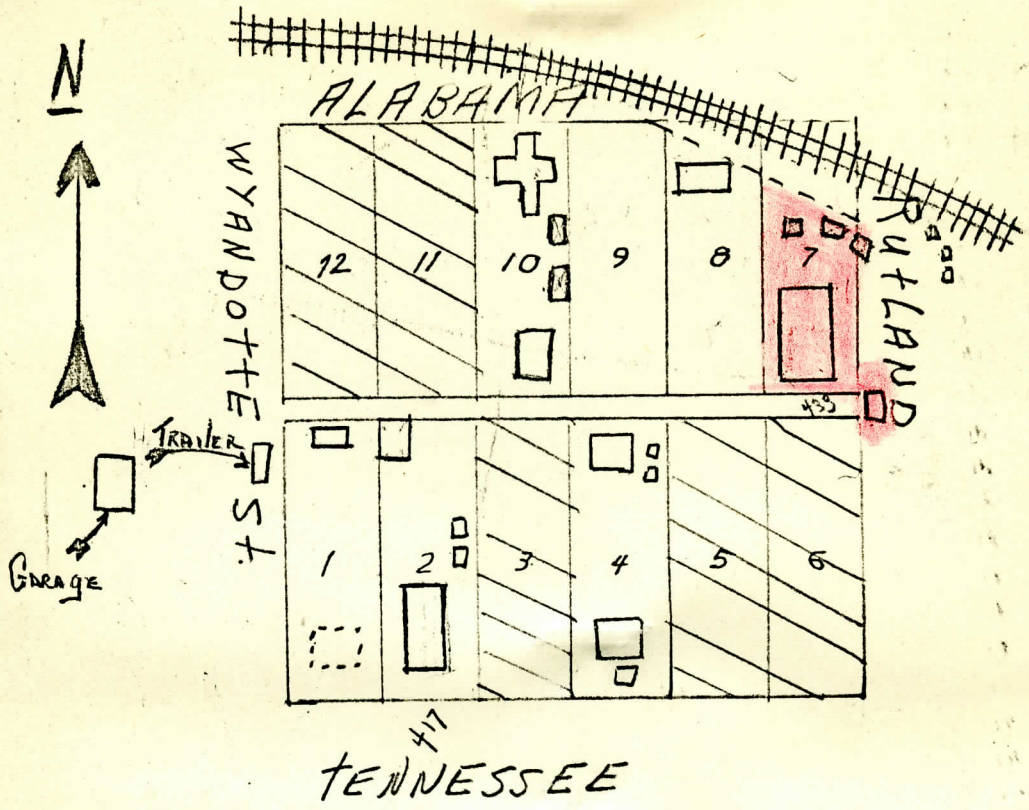 N
ALABAMA
WYANDOTTE St.
RutLAND
12
11
10
9
8
7
439
TRAILER
GARAGE
1
2
3
4
5
6
417
tENNESSEE